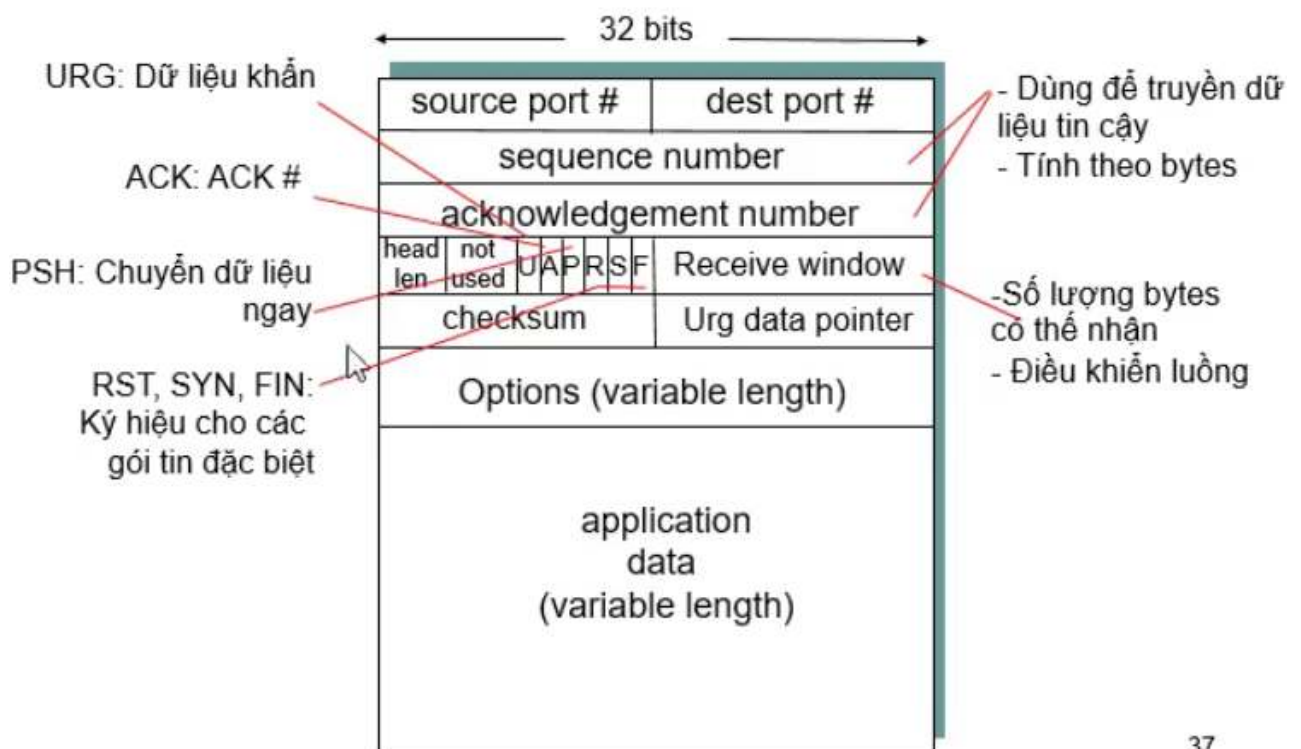 32 bits
URG: Dữ liệu khẩn
source port #
dest port #
- Dùng để truyền dữ
liệu tin cậy
- Tính theo bytes
sequence number
ACK: ACK #
acknowledgement number
PSH: Chuyển dữ liệu
ngay
head
len
not
used
U
A
P
R
S
F
Receive window
-Số lượng bytes
có thể nhận
- Điều khiển luồng
checksum
Urg data pointer
RST, SYN, FIN:
Ký hiệu cho các
gói tin đặc biệt
Options (variable length)
application
data
(variable length)
37